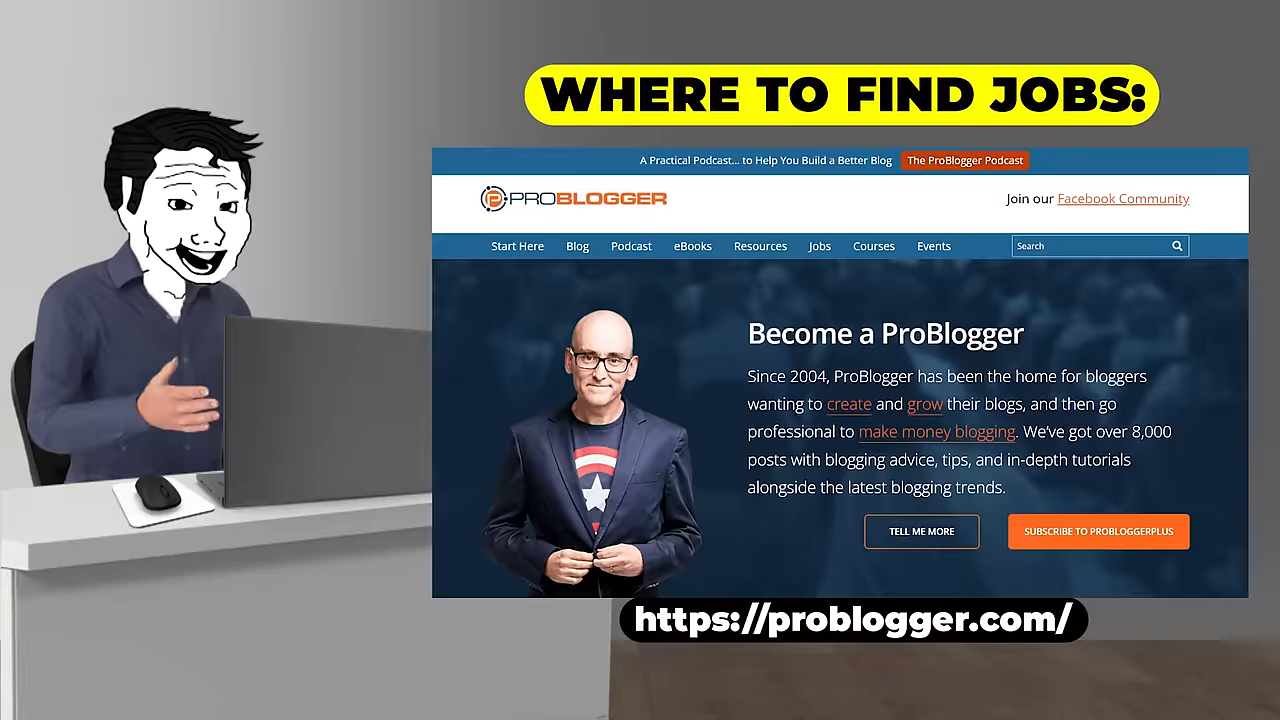 WHERE TO FIND JOBS:
A Practical Podcast... to Help You Build a Better Blog The ProBlogger Podcast
PROBLOGGER
Join our Facebook Community
Start Here Blog Podcast eBooks Resources Jobs Courses Events Search
Become a ProBlogger
Since 2004, ProBlogger has been the home for bloggers
wanting to create and grow their blogs, and then go
professional to make money blogging. We've got over 8,000
posts with blogging advice, tips, and in-depth tutorials
alongside the latest blogging trends.
TELL ME MORE SUBSCRIBE TO PROBLOGGERPLUS
https://problogger.com/